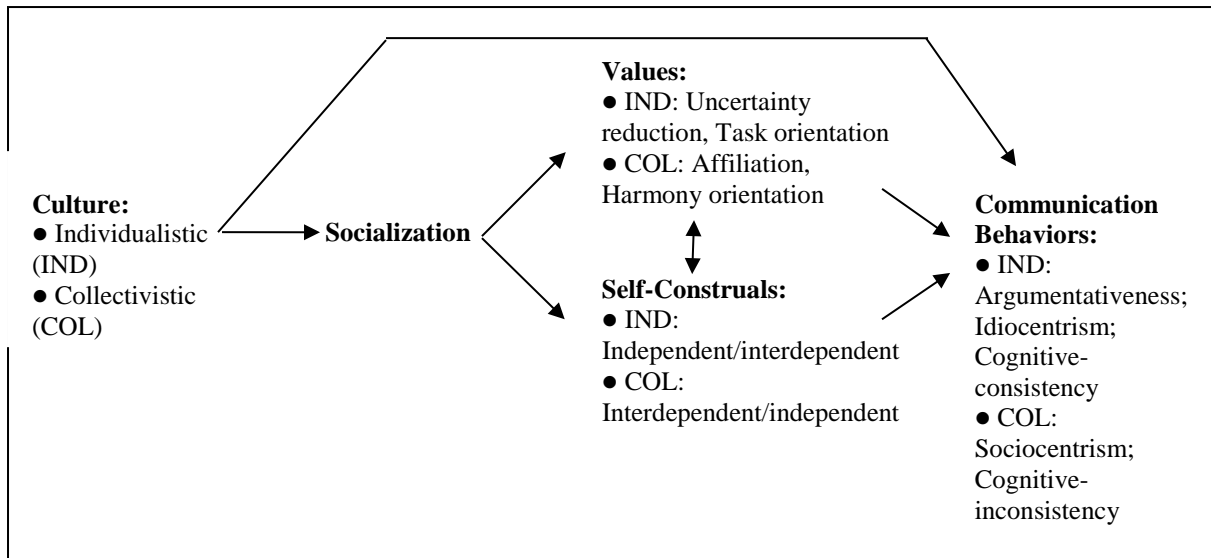 Culture:
● Individualistic
(IND)
● Collectivistic
(COL)
Socialization
Values:
● IND: Uncertainty
reduction, Task orientation
● COL: Affiliation,
Harmony orientation
Self-Construals:
● IND:
Independent/interdependent
● COL:
Interdependent/independent
Communication
Behaviors:
● IND:
Argumentativeness;
Idiocentrism;
Cognitive-
consistency
● COL:
Sociocentrism;
Cognitive-
inconsistency